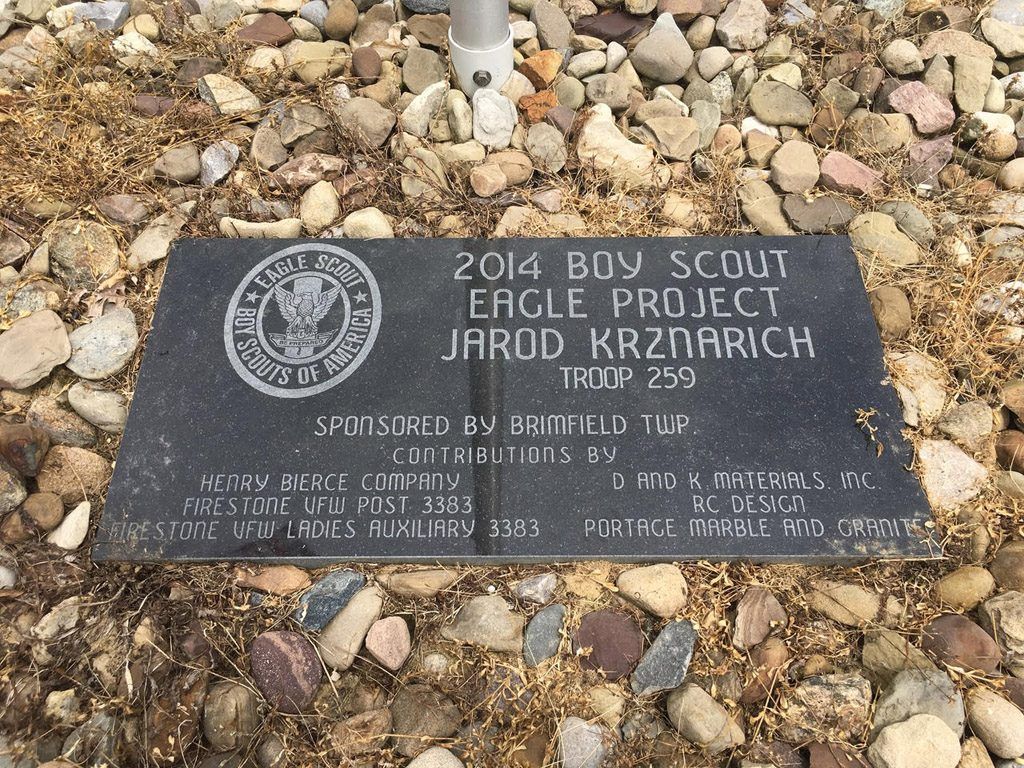 EAGLE SCOUT
BE PREPARED
BOY SCOUTS OF AMERICA
2014 BOY SCOUT
EAGLE PROJECT
JAROD KRZNARICH
TROOP 259
SPONSORED BY BRIMFIELD TWP.
CONTRIBUTIONS BY
HENRY BIERCE COMPANY
FIRESTONE VFW POST 3383
FIRESTONE VFW LADIES AUXILIARY 3383
D AND K MATERIALS, INC.
RC DESIGN
PORTAGE MARBLE AND GRANITE